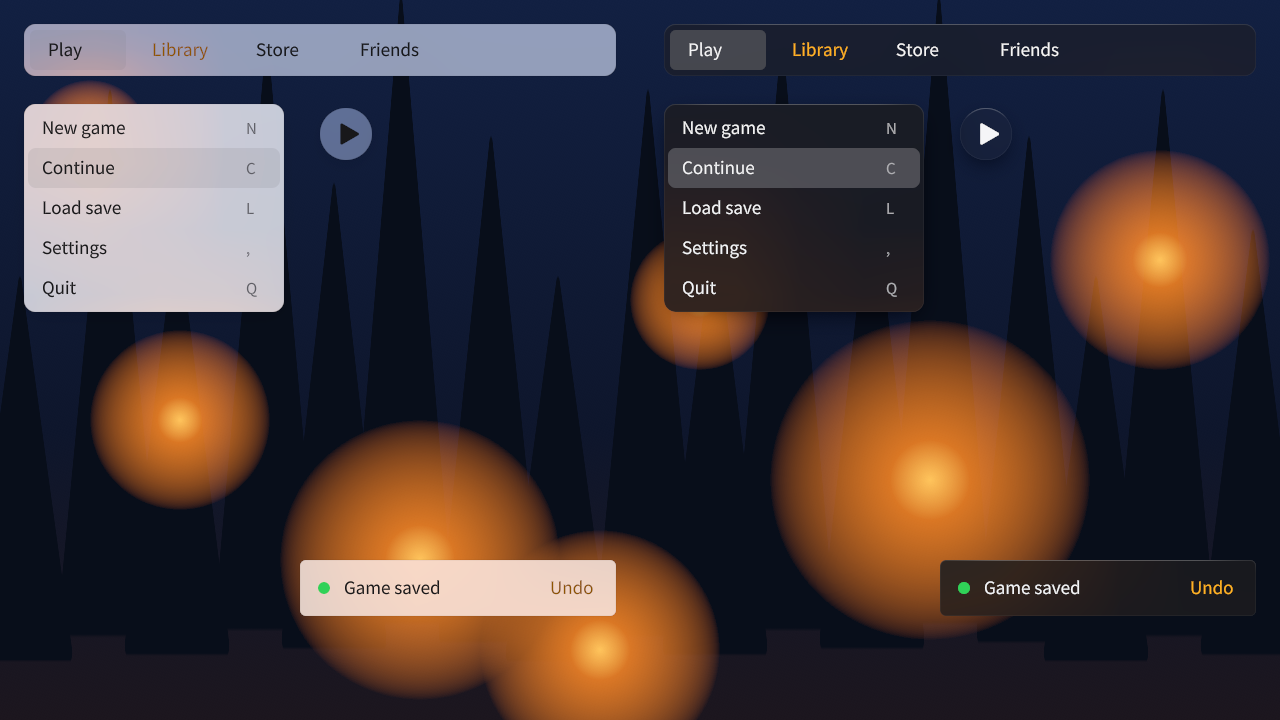 Play Library Store Friends
New game N
Continue C
Load save L
Settings ,
Quit Q
Game saved Undo
Play Library Store Friends
New game N
Continue C
Load save L
Settings ,
Quit Q
Game saved Undo